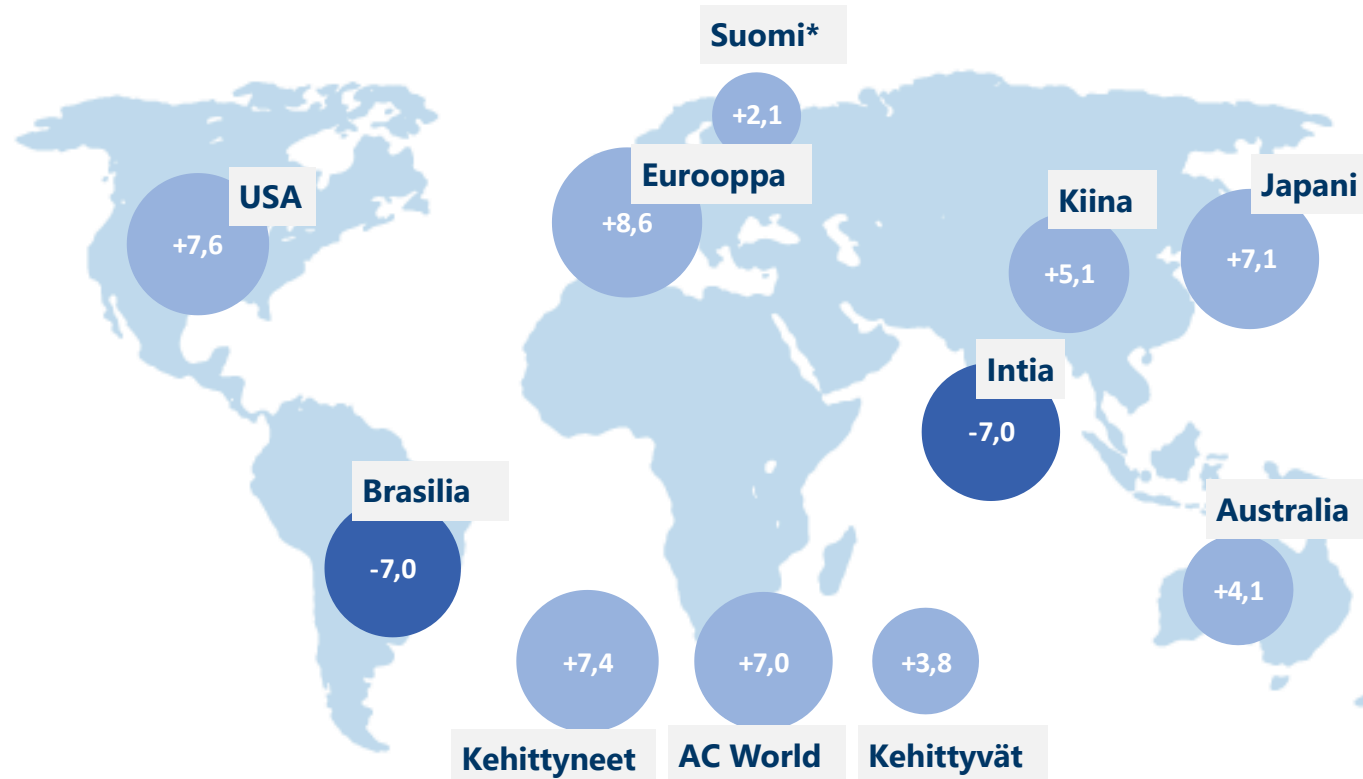 Suomi*
+2,1
Eurooppa
+8,6
USA
+7,6
Kiina
+5,1
Japani
+7,1
Intia
-7,0
Brasilia
-7,0
Australia
+4,1
+7,4
Kehittyneet
+7,0
AC World
+3,8
Kehittyvät